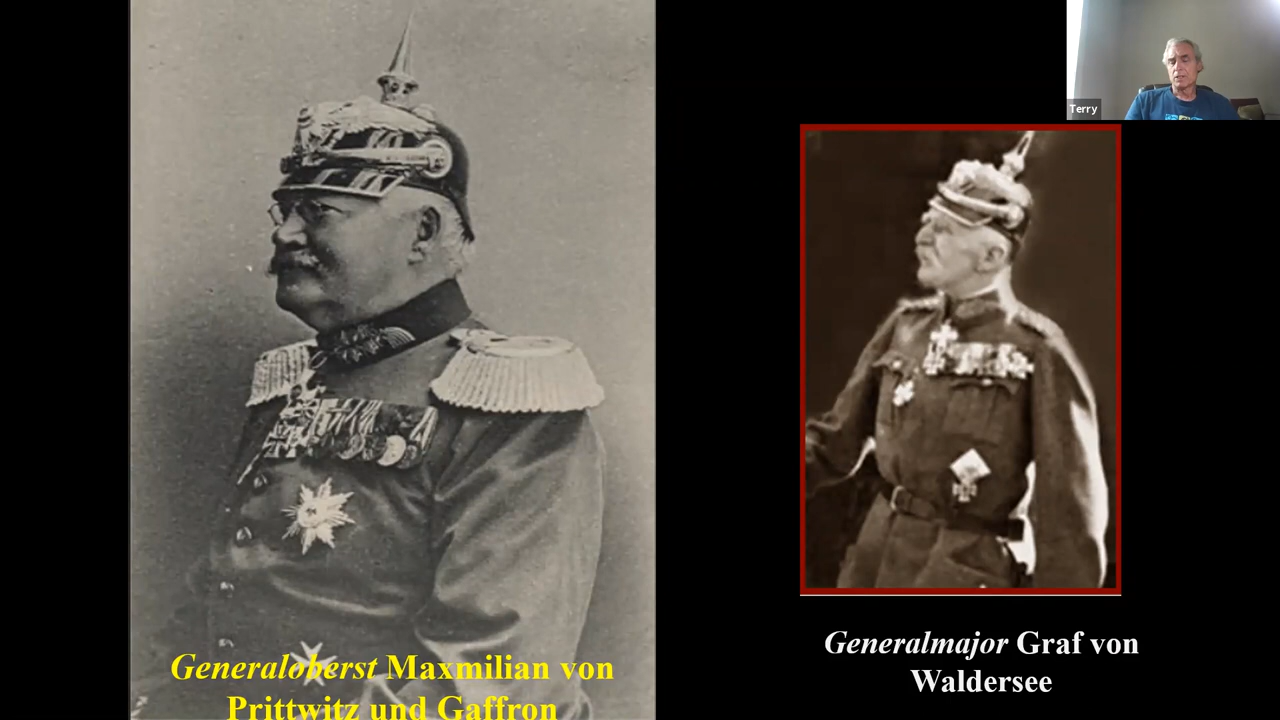 Terry
Generaloberst Maxmilian von
Prittwitz und Gaffron
Generalmajor Graf von
Waldersee